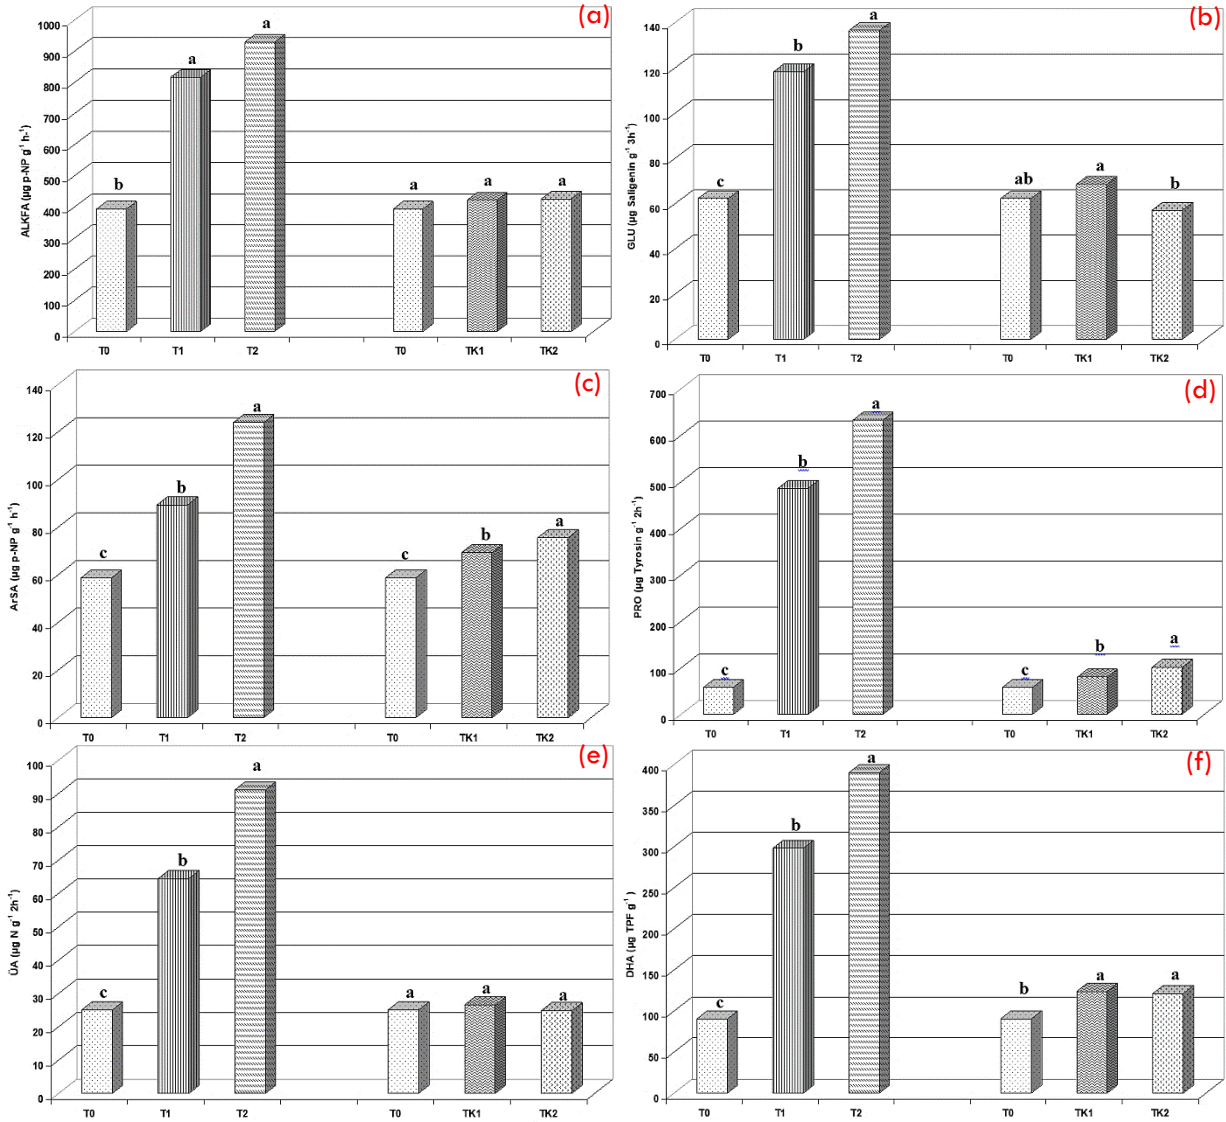 (a)
1000
900
800
700
600
500
400
300
200
100
0
ALKFA (µg p-NP g⁻¹ h-¹)
b
a
a
a
a
a
T0
T1
T2
T0
TK1
TK2
(b)
140
120
100
80
60
40
20
0
GLU (µg Saligenin g⁻¹ 3h⁻¹)
c
b
a
ab
a
b
T0
T1
T2
T0
TK1
TK2
(c)
140
120
100
80
60
40
20
0
ArSA (µg p-NP g⁻¹ h⁻¹)
c
b
a
c
b
a
T0
T1
T2
T0
TK1
TK2
(d)
700
600
500
400
300
200
100
0
PRO (µg Tyrosin g⁻¹ 2h⁻¹)
c
b
a
c
b
a
T0
T1
T2
T0
TK1
TK2
(e)
100
90
80
70
60
50
40
30
20
10
0
ÜA (µg N g⁻¹ 2h⁻¹)
c
b
a
a
a
a
T0
T1
T2
T0
TK1
TK2
(f)
400
350
300
250
200
150
100
50
0
DHA (µg TPF g⁻¹)
c
b
a
b
a
a
T0
T1
T2
T0
TK1
TK2